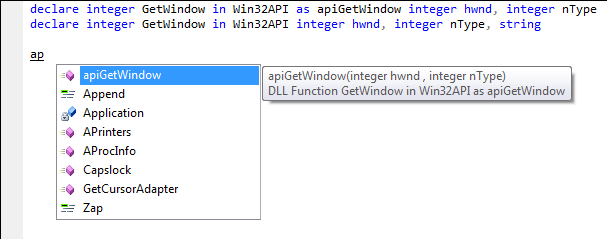 declare integer GetWindow in Win32API as apiGetWindow integer hwnd, integer nType
declare integer GetWindow in Win32API integer hwnd, integer nType, string
ap
apiGetWindow
apiGetWindow(integer hwnd , integer nType)
DLL Function GetWindow in Win32API as apiGetWindow
Append
Application
APrinters
AProcInfo
Capslock
GetCursorAdapter
Zap